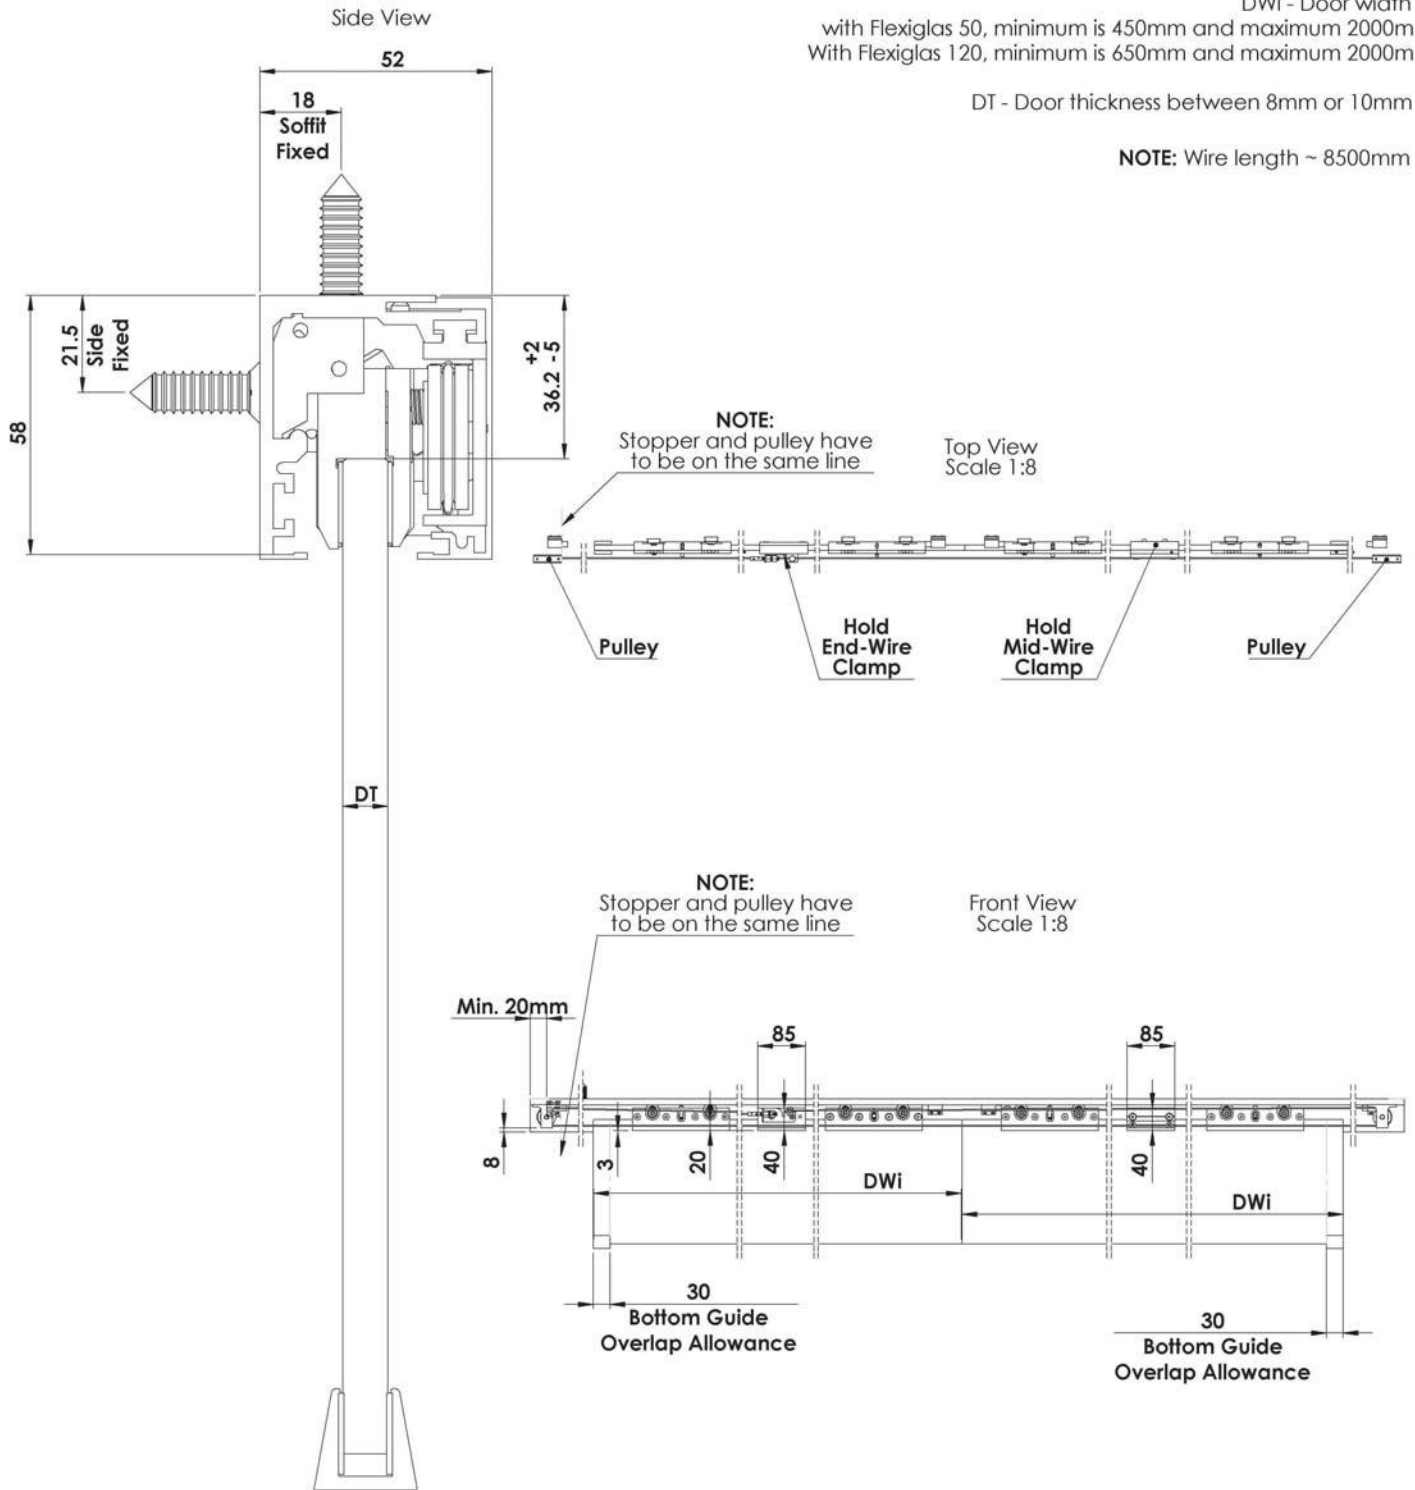 Side View
DWi - Door width
with Flexiglas 50, minimum is 450mm and maximum 2000m
With Flexiglas 120, minimum is 650mm and maximum 2000m
DT - Door thickness between 8mm or 10mm
NOTE: Wire length ~ 8500mm
52
18
Soffit
Fixed
21.5
Side
Fixed
58
+2
36.2 -5
NOTE:
Stopper and pulley have
to be on the same line
Top View
Scale 1:8
Pulley
Hold
End-Wire
Clamp
Hold
Mid-Wire
Clamp
Pulley
DT
NOTE:
Stopper and pulley have
to be on the same line
Front View
Scale 1:8
Min. 20mm
85
85
8
3
20
40
40
DWi
DWi
30
Bottom Guide
Overlap Allowance
30
Bottom Guide
Overlap Allowance